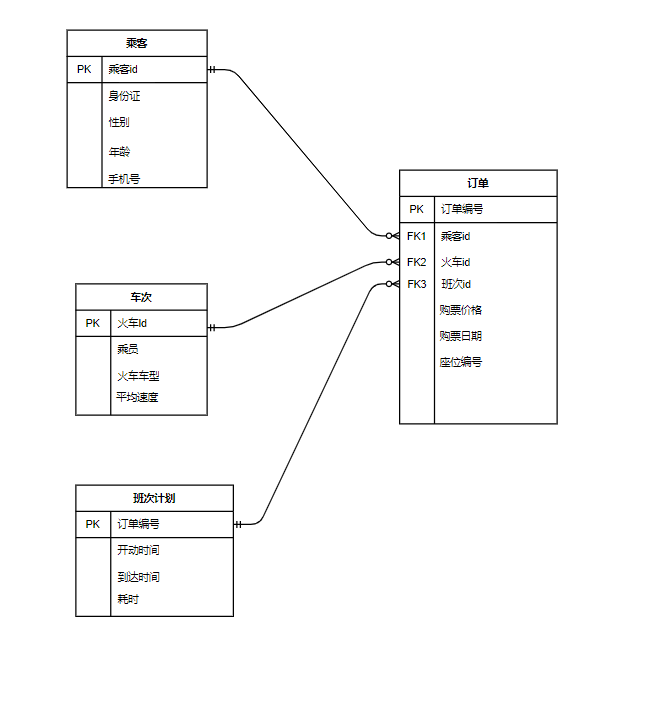 乘客
PK 乘客id
身份证
性别
年龄
手机号
车次
PK 火车Id
乘员
火车车型
平均速度
班次计划
PK 订单编号
开动时间
到达时间
耗时
订单
PK 订单编号
FK1 乘客id
FK2 火车id
FK3 班次id
购票价格
购票日期
座位编号